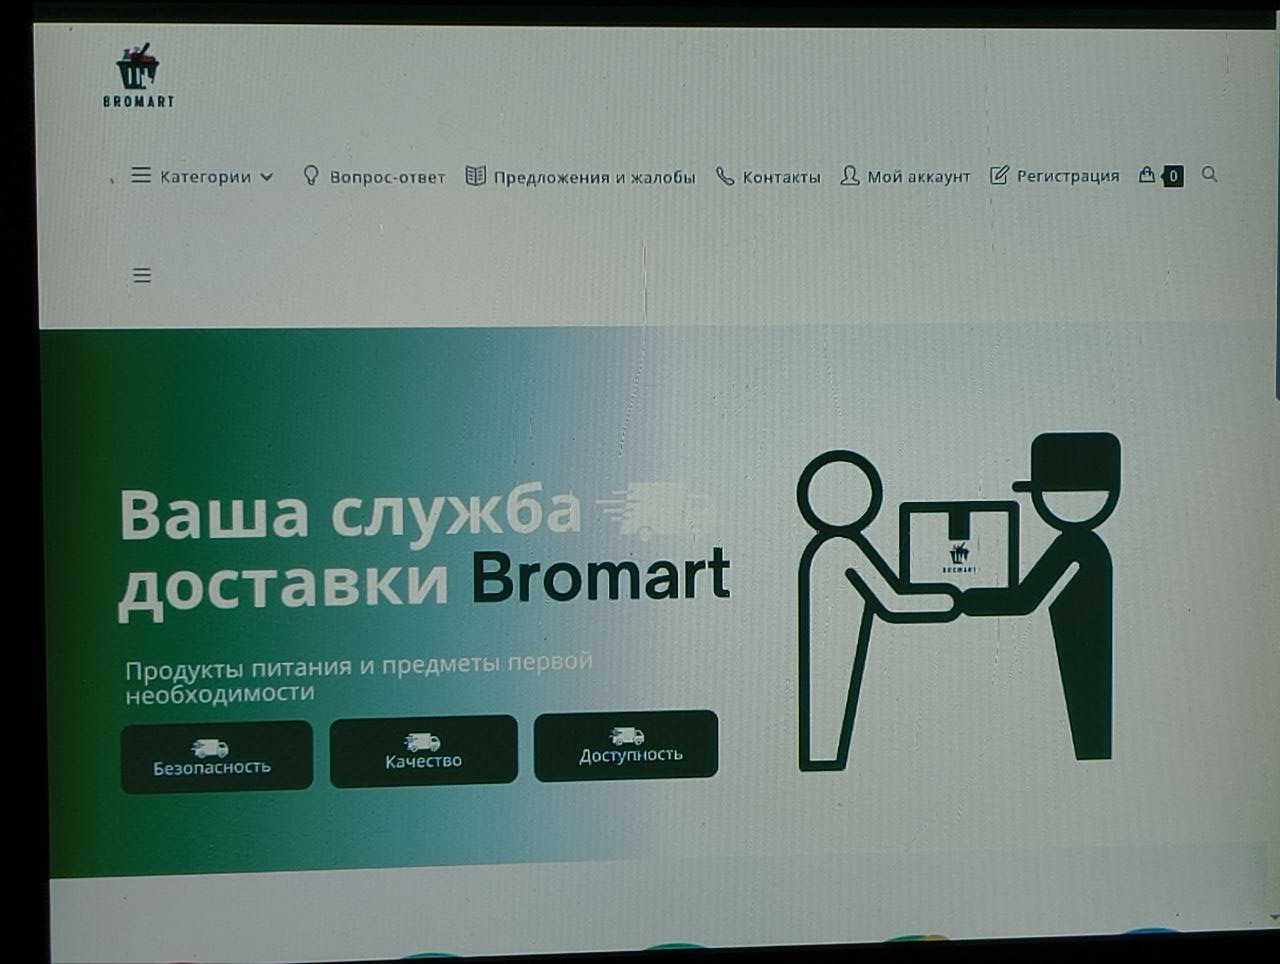 BROMART
Категории
Вопрос-ответ
Предложения и жалобы
Контакты
Мой аккаунт
Регистрация
0
Ваша служба
доставки Bromart
BROMART
Продукты питания и предметы первой
необходимости
Безопасность
Качество
Доступность